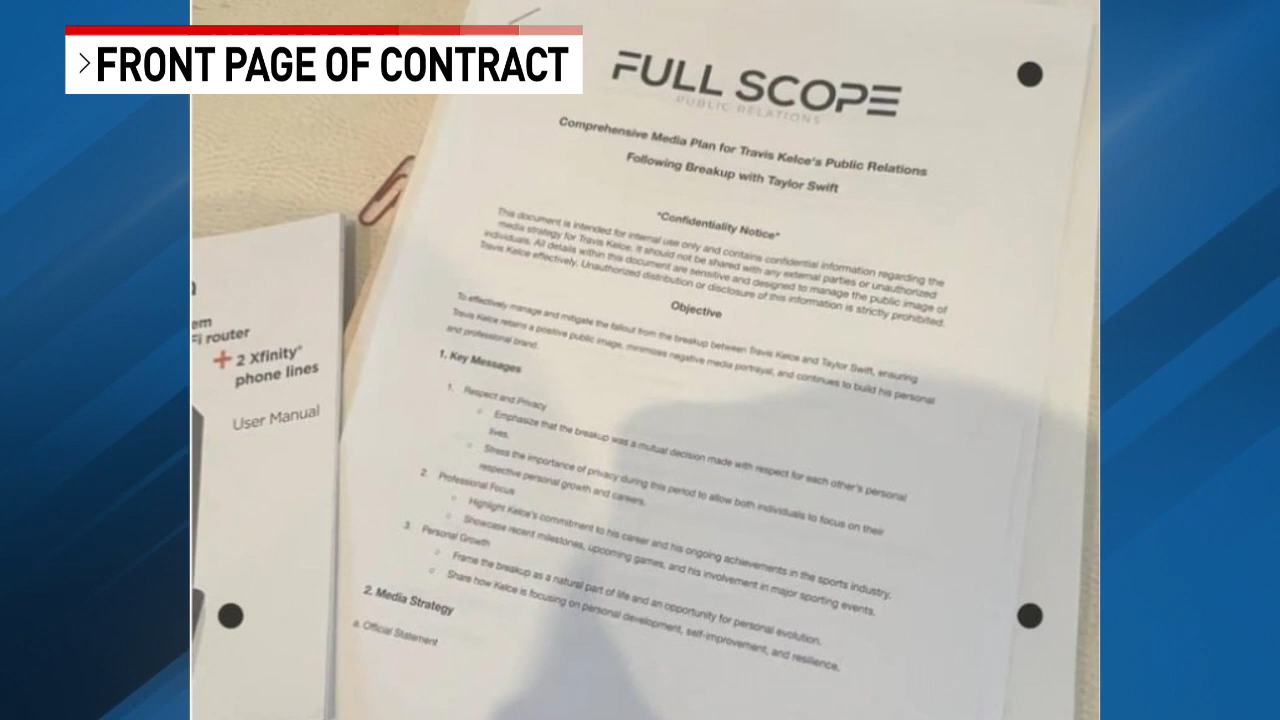 FRONT PAGE OF CONTRACT
FULL SCOPE
PUBLIC RELATIONS
Comprehensive Media Plan for Travis Kelce's Public Relations
Following Breakup with Taylor Swift
*Confidentiality Notice*
This document is intended for internal use only and contains confidential information regarding the
media strategy for Travis Kelce. It should not be shared with any external parties or unauthorized
individuals. All details within this document are sensitive and designed to manage the public image of
Travis Kelce effectively. Unauthorized distribution or disclosure of this information is strictly prohibited.
Objective
To effectively manage and mitigate the fallout from the breakup between Travis Kelce and Taylor Swift, ensuring
Travis Kelce retains a positive public image, minimizes negative media portrayal, and continues to build his personal
and professional brand.
1. Key Messages
1. Respect and Privacy
○ Emphasize that the breakup was a mutual decision made with respect for each other's personal
lives.
○ Stress the importance of privacy during this period to allow both individuals to focus on their
respective personal growth and careers.
2. Professional Focus
○ Highlight Kelce's commitment to his career and his ongoing achievements in the sports industry.
○ Showcase recent milestones, upcoming games, and his involvement in major sporting events.
3. Personal Growth
○ Frame the breakup as a natural part of life and an opportunity for personal evolution.
○ Share how Kelce is focusing on personal development, self-improvement, and resilience.
2. Media Strategy
a. Official Statement
em
Fi router
+ 2 Xfinity®
phone lines
User Manual